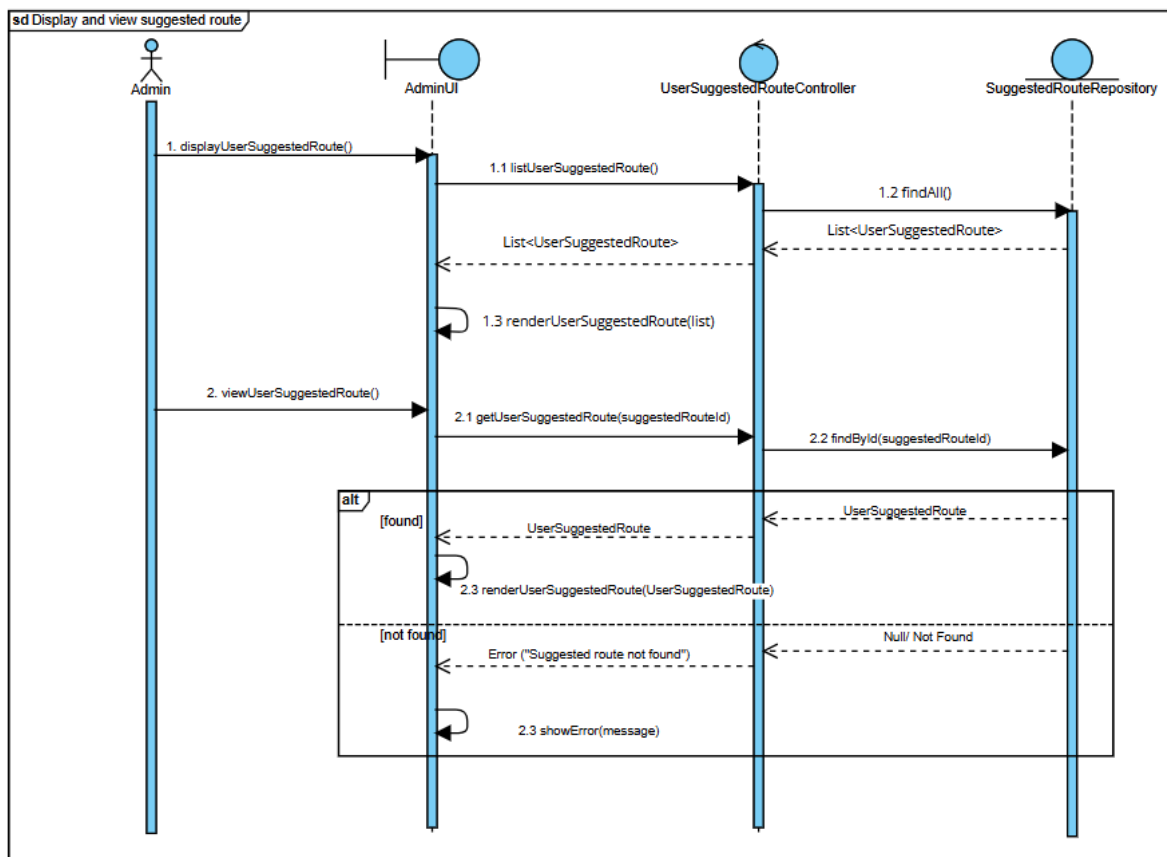 sd Display and view suggested route
Admin
AdminUI
UserSuggestedRouteController
SuggestedRouteRepository
1. displayUserSuggestedRoute()
1.1 listUserSuggestedRoute()
1.2 findAll()
List<UserSuggestedRoute>
List<UserSuggestedRoute>
1.3 renderUserSuggestedRoute(list)
2. viewUserSuggestedRoute()
2.1 getUserSuggestedRoute(suggestedRouteId)
2.2 findById(suggestedRouteId)
alt
[found]
UserSuggestedRoute
UserSuggestedRoute
2.3 renderUserSuggestedRoute(UserSuggestedRoute)
[not found]
Null/ Not Found
Error ("Suggested route not found")
2.3 showError(message)